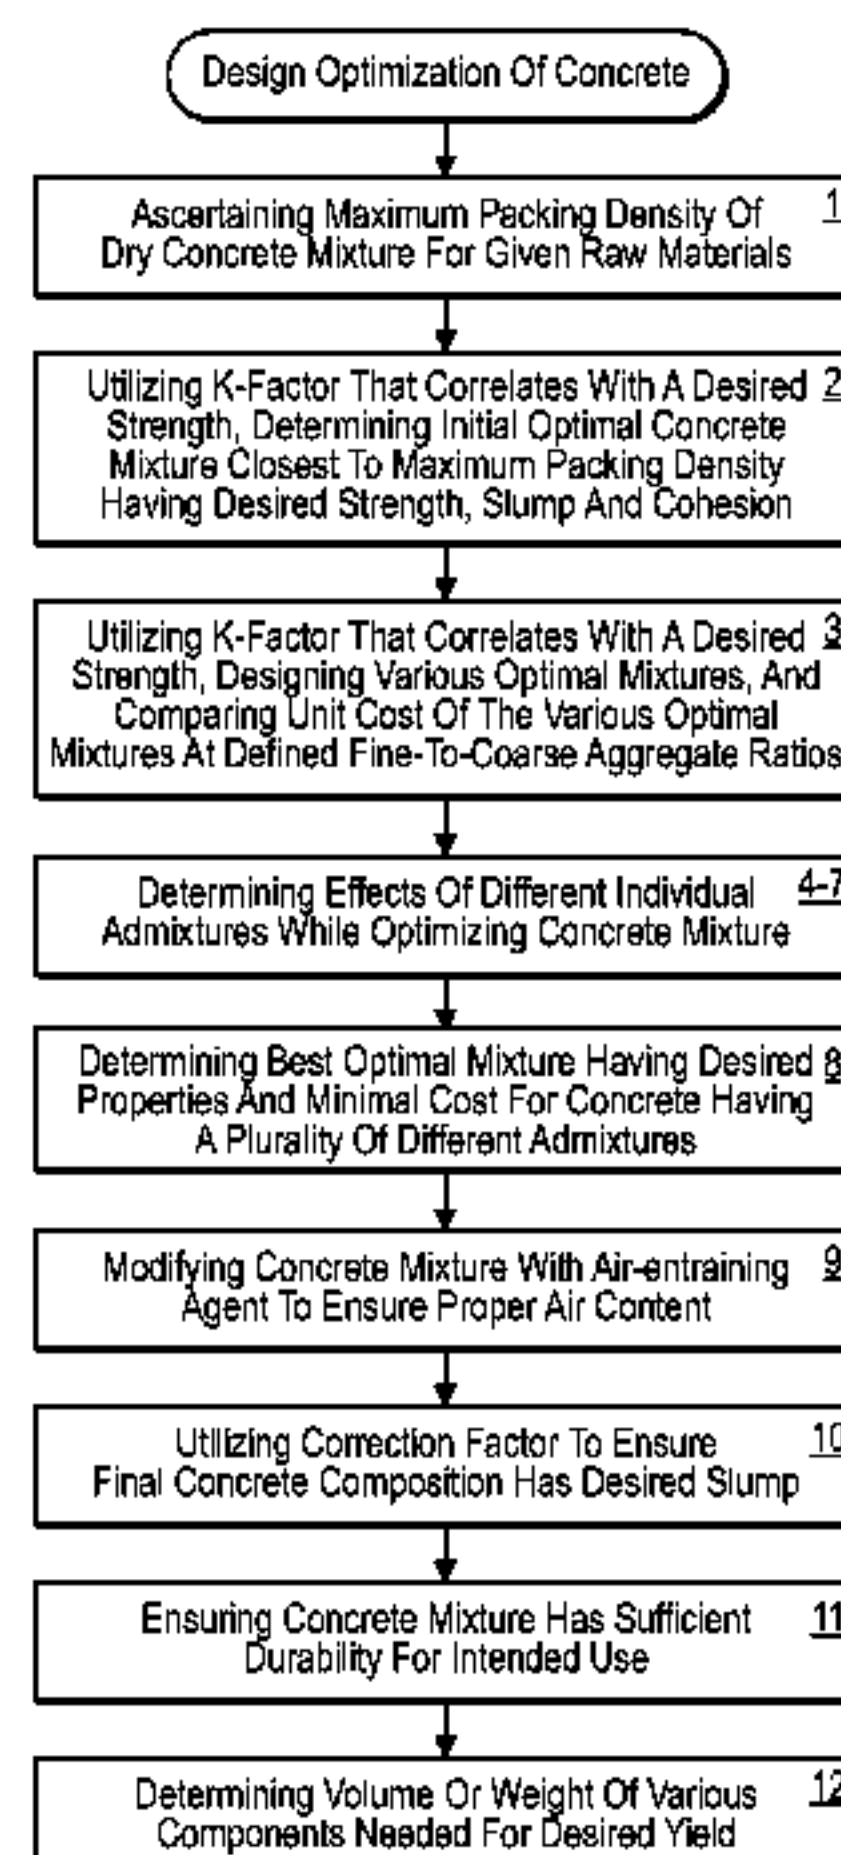 Design Optimization Of Concrete
1
Ascertaining Maximum Packing Density Of
Dry Concrete Mixture For Given Raw Materials
2
Utilizing K-Factor That Correlates With A Desired
Strength, Determining Initial Optimal Concrete
Mixture Closest To Maximum Packing Density
Having Desired Strength, Slump And Cohesion
3
Utilizing K-Factor That Correlates With A Desired
Strength, Designing Various Optimal Mixtures, And
Comparing Unit Cost Of The Various Optimal
Mixtures At Defined Fine-To-Coarse Aggregate Ratios
4-7
Determining Effects Of Different Individual
Admixtures While Optimizing Concrete Mixture
8
Determining Best Optimal Mixture Having Desired
Properties And Minimal Cost For Concrete Having
A Plurality Of Different Admixtures
9
Modifying Concrete Mixture With Air-entraining
Agent To Ensure Proper Air Content
10
Utilizing Correction Factor To Ensure
Final Concrete Composition Has Desired Slump
11
Ensuring Concrete Mixture Has Sufficient
Durability For Intended Use
12
Determining Volume Or Weight Of Various
Components Needed For Desired Yield